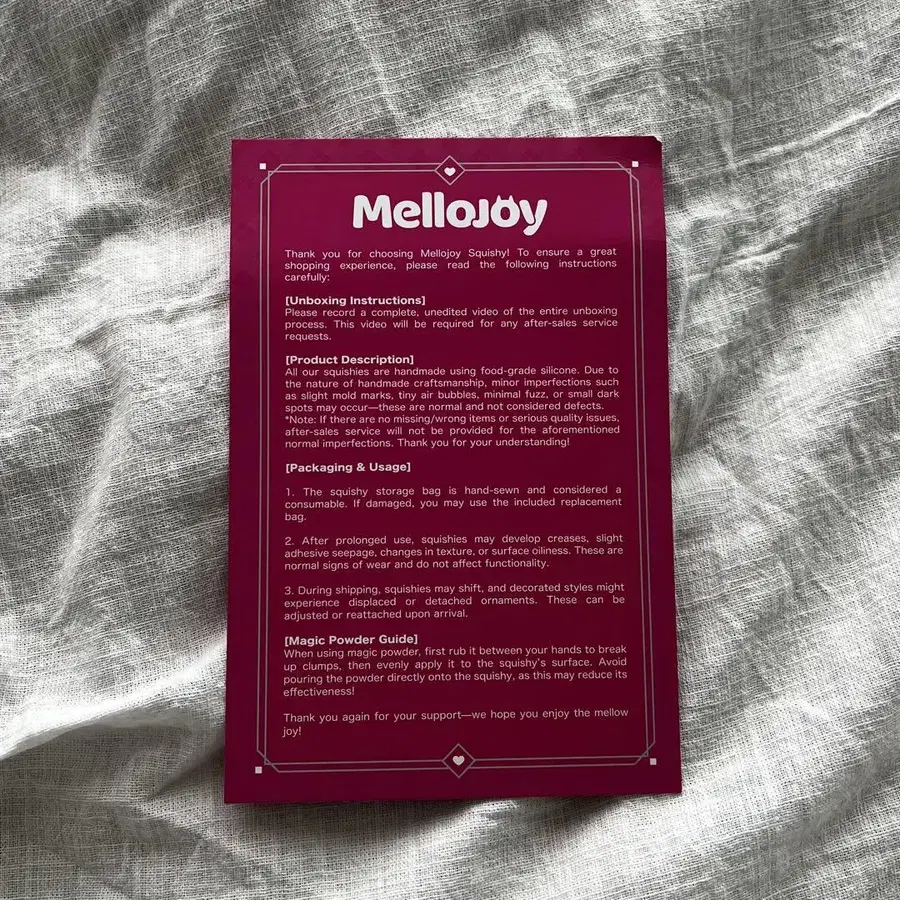 Mellojoy
Thank you for choosing Mellojoy Squishy! To ensure a great
shopping experience, please read the following instructions
carefully:
[Unboxing Instructions]
Please record a complete, unedited video of the entire unboxing
process. This video will be required for any after-sales service
requests.
[Product Description]
All our squishies are handmade using food-grade silicone. Due to
the nature of handmade craftsmanship, minor imperfections such
as slight mold marks, tiny air bubbles, minimal fuzz, or small dark
spots may occur—these are normal and not considered defects.
*Note: If there are no missing/wrong items or serious quality issues,
after-sales service will not be provided for the aforementioned
normal imperfections. Thank you for your understanding!
[Packaging & Usage]
1. The squishy storage bag is hand-sewn and considered a
consumable. If damaged, you may use the included replacement
bag.
2. After prolonged use, squishies may develop creases, slight
adhesive seepage, changes in texture, or surface oiliness. These are
normal signs of wear and do not affect functionality.
3. During shipping, squishies may shift, and decorated styles might
experience displaced or detached ornaments. These can be
adjusted or reattached upon arrival.
[Magic Powder Guide]
When using magic powder, first rub it between your hands to break
up clumps, then evenly apply it to the squishy's surface. Avoid
pouring the powder directly onto the squishy, as this may reduce its
effectiveness!
Thank you again for your support—we hope you enjoy the mellow
joy!